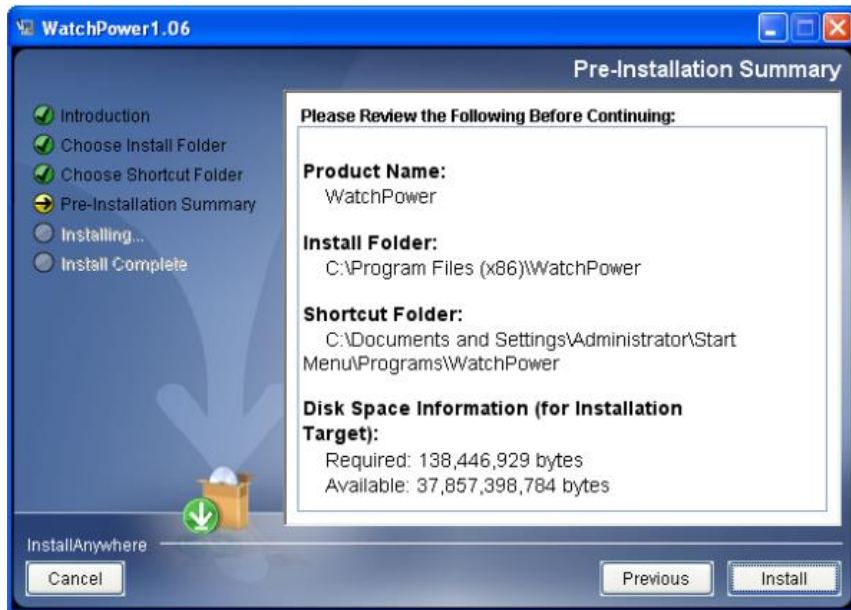 WatchPower1.06
Pre-Installation Summary
Introduction
Choose Install Folder
Choose Shortcut Folder
Pre-Installation Summary
Installing...
Install Complete
Please Review the Following Before Continuing:
Product Name:
WatchPower
Install Folder:
C:\Program Files (x86)\WatchPower
Shortcut Folder:
C:\Documents and Settings\Administrator\Start
Menu\Programs\WatchPower
Disk Space Information (for Installation
Target):
Required: 138,446,929 bytes
Available: 37,857,398,784 bytes
InstallAnywhere
Cancel
Previous
Install